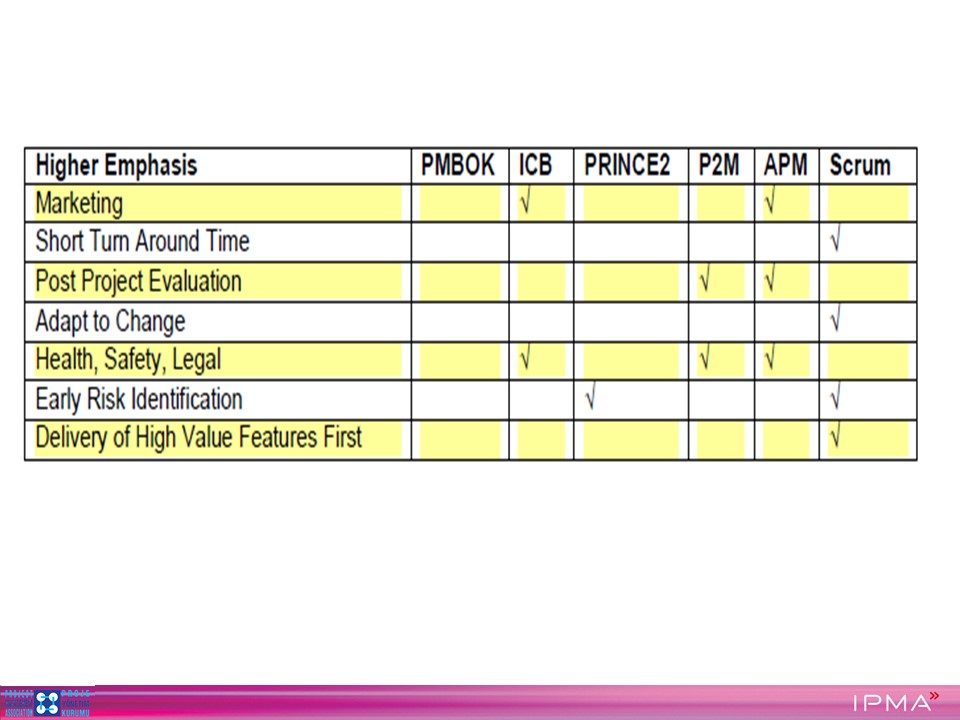 Higher Emphasis PMBOK ICB PRINCE2 P2M APM Scrum
Marketing √ √
Short Turn Around Time √
Post Project Evaluation √ √
Adapt to Change √
Health, Safety, Legal √ √ √
Early Risk Identification √ √
Delivery of High Value Features First √
IPMA»